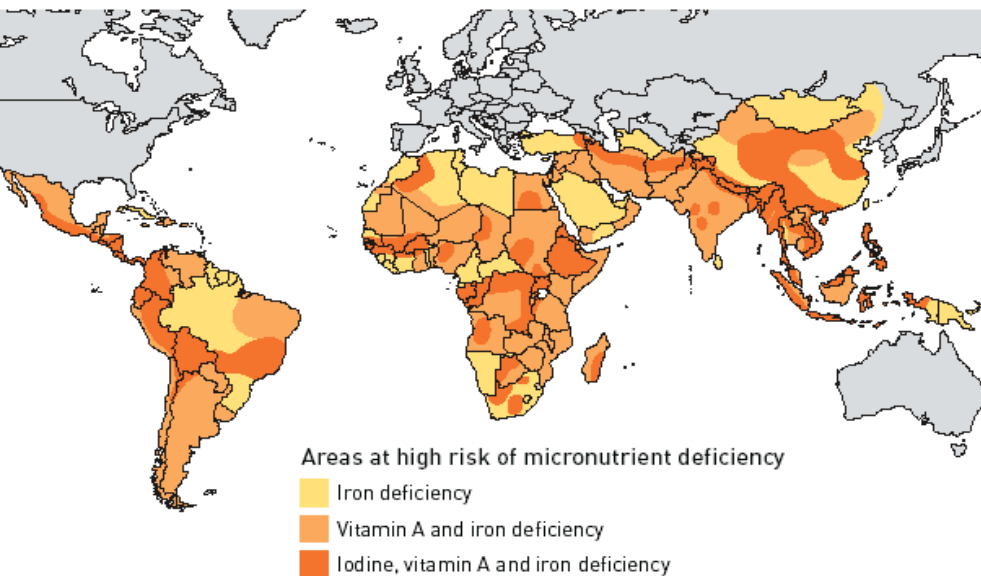 Areas at high risk of micronutrient deficiency
Iron deficiency
Vitamin A and iron deficiency
Iodine, vitamin A and iron deficiency